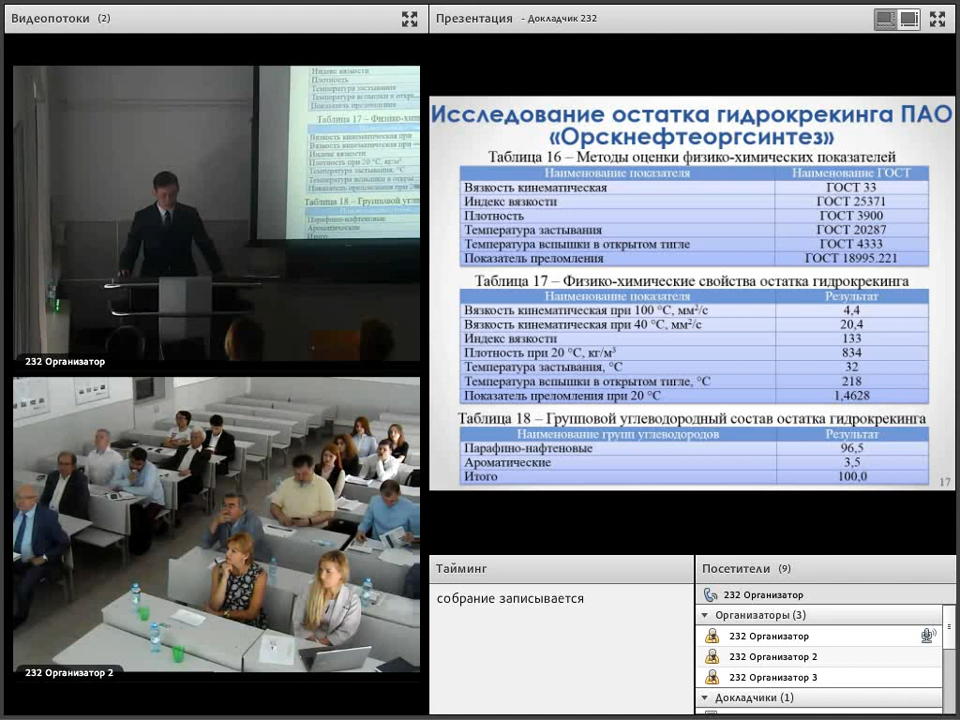 Видеопотоки (2)
Индекс вязкости
Плотность
Температура застывания
Показатель преломления
Таблица 17 – Физико-хим
Вязкость кинематическая при
Вязкость кинематическая при
Индекс вязкости
Плотность при 20 °C, кг/м³
Температура застывания, °C
Температура вспышки в откры
Показатель преломления при 20
Таблица 18 – Групповой угле
Парафино-нафтеновые
Ароматические
Итого
232 Организатор
232 Организатор 2
Презентация - Докладчик 232
Исследование остатка гидрокрекинга ПАО
«Орскнефтеоргсинтез»
Таблица 16 – Методы оценки физико-химических показателей
Наименование показателя Наименование ГОСТ
Вязкость кинематическая ГОСТ 33
Индекс вязкости ГОСТ 25371
Плотность ГОСТ 3900
Температура застывания ГОСТ 20287
Температура вспышки в открытом тигле ГОСТ 4333
Показатель преломления ГОСТ 18995.221
Таблица 17 – Физико-химические свойства остатка гидрокрекинга
Наименование показателя Результат
Вязкость кинематическая при 100 °C, мм²/с 4,4
Вязкость кинематическая при 40 °C, мм²/с 20,4
Индекс вязкости 133
Плотность при 20 °C, кг/м³ 834
Температура застывания, °C 32
Температура вспышки в открытом тигле, °C 218
Показатель преломления при 20 °C 1,4628
Таблица 18 – Групповой углеводородный состав остатка гидрокрекинга
Наименование групп углеводородов Результат
Парафино-нафтеновые 96,5
Ароматические 3,5
Итого 100,0
17
Тайминг
собрание записывается
Посетители (9)
232 Организатор
Организаторы (3)
232 Организатор
232 Организатор 2
232 Организатор 3
Докладчики (1)